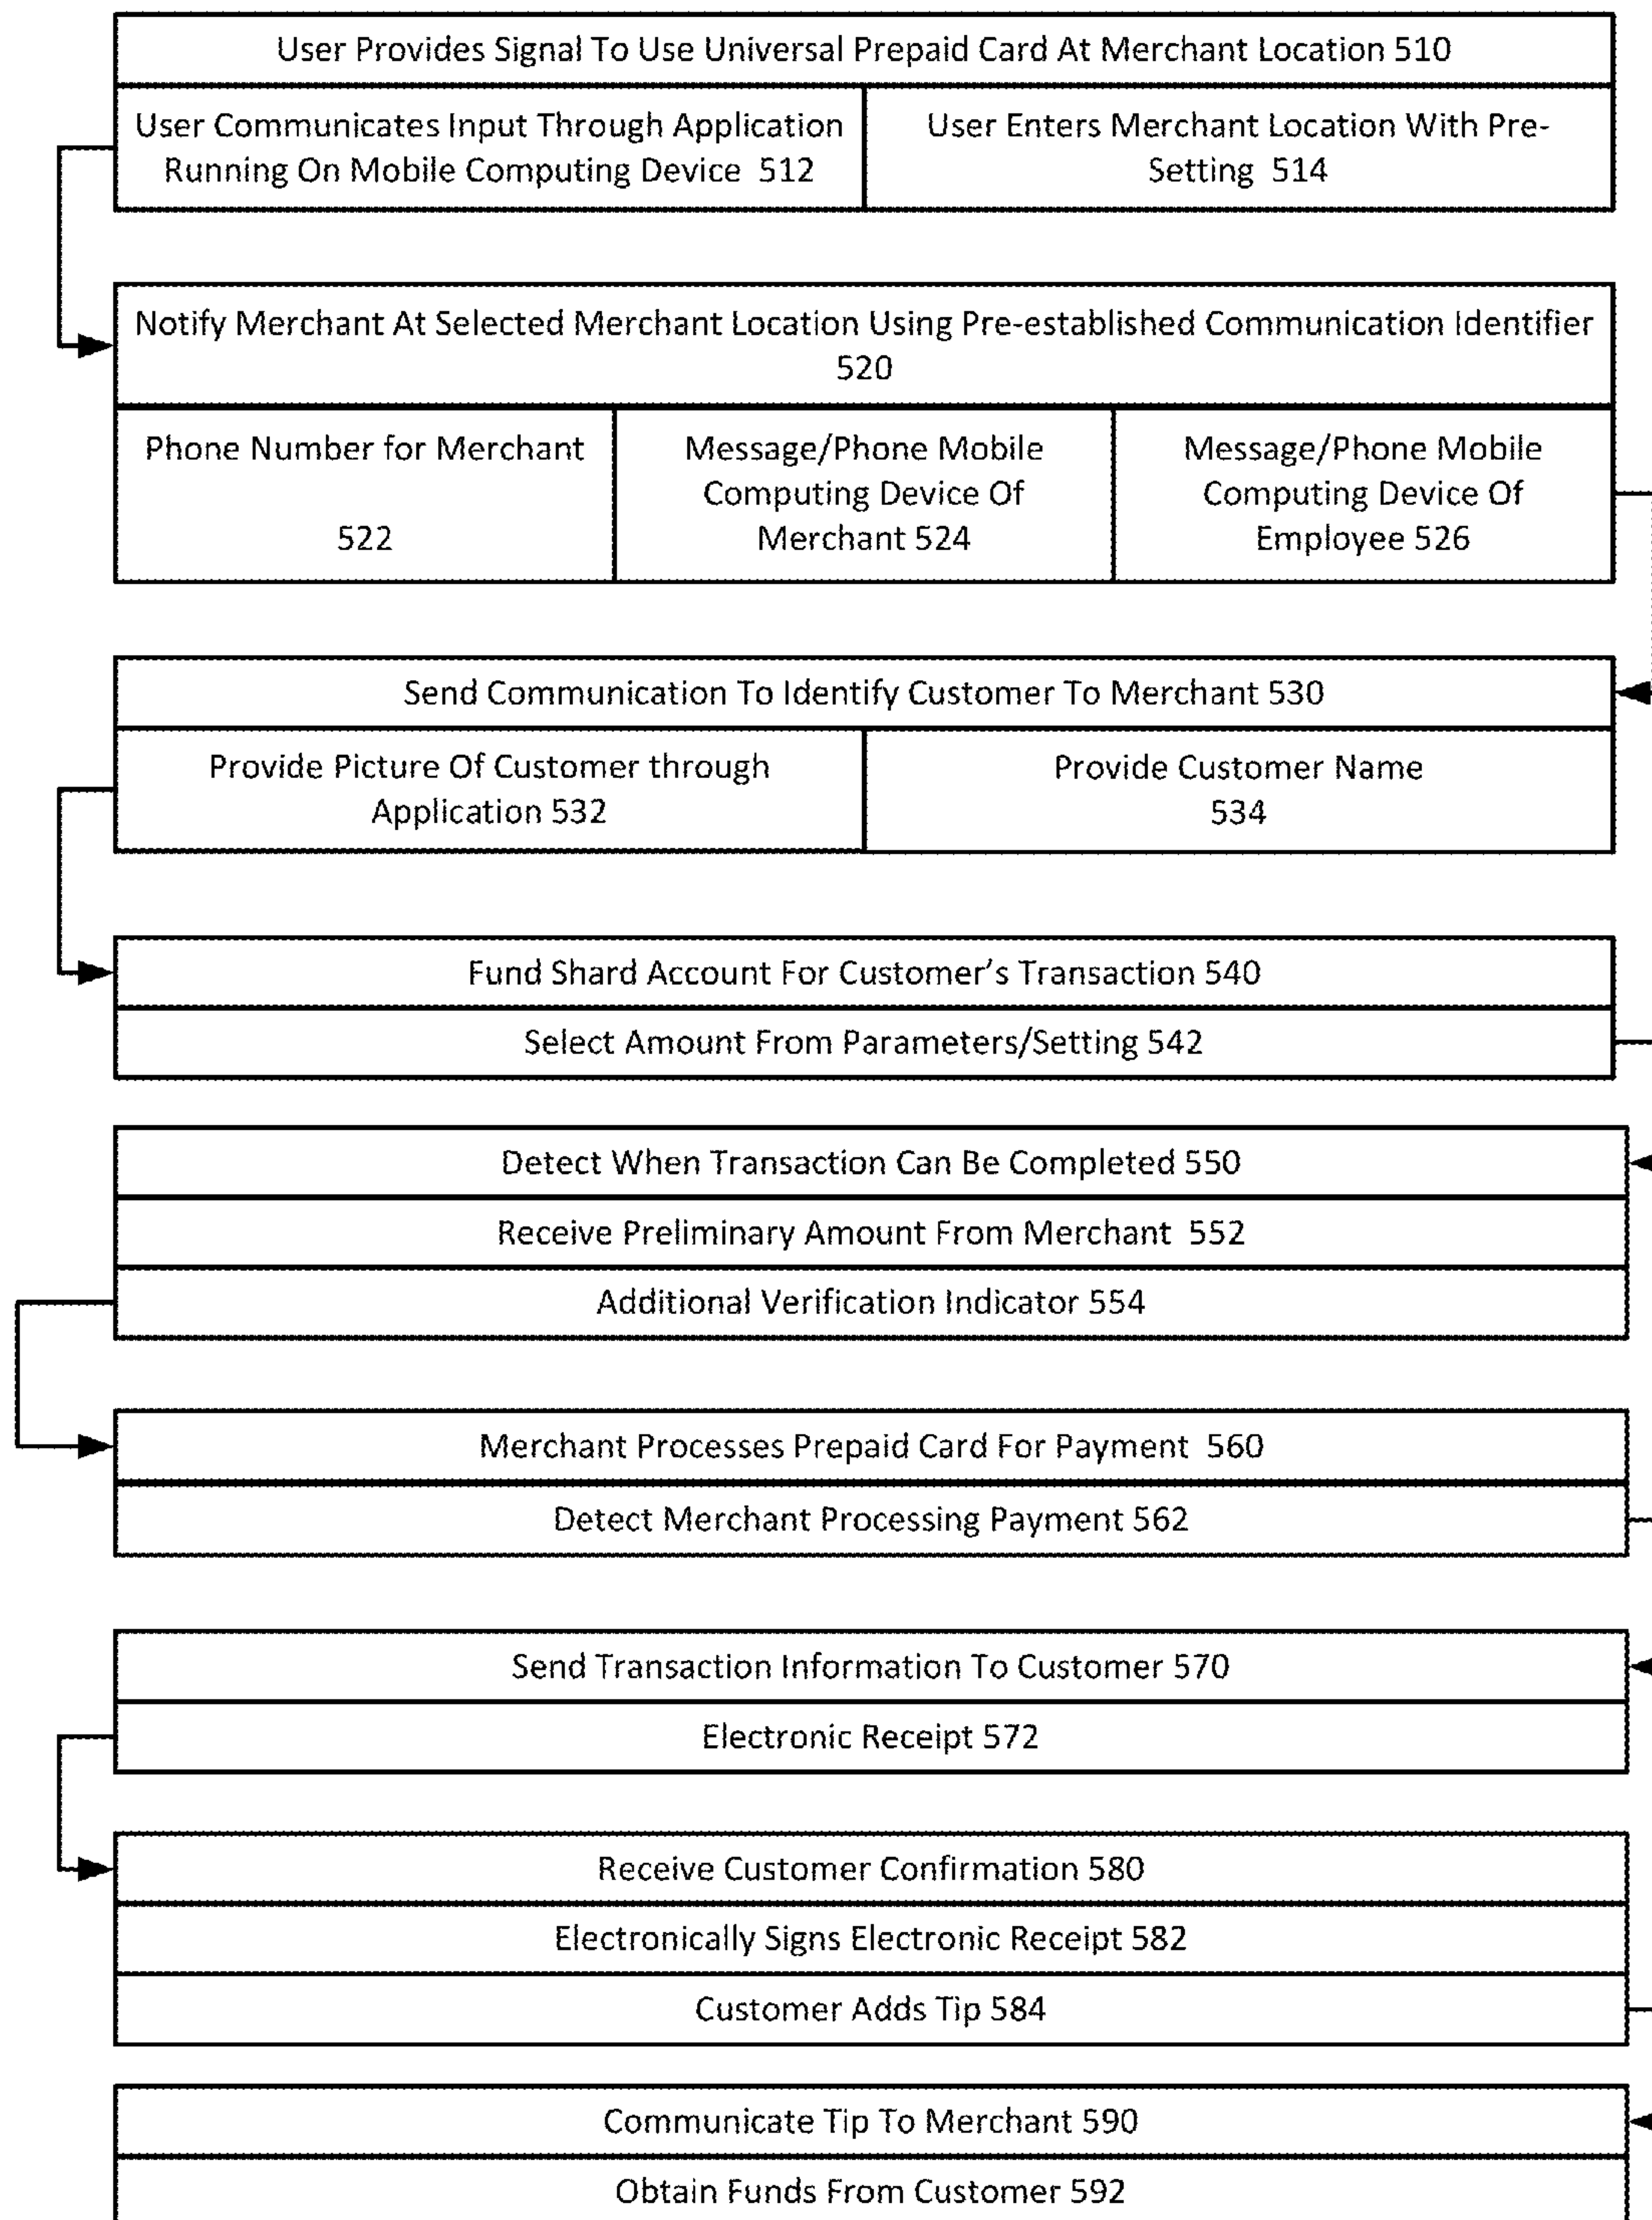 User Provides Signal To Use Universal Prepaid Card At Merchant Location 510
User Communicates Input Through Application
Running On Mobile Computing Device 512
User Enters Merchant Location With Pre-
Setting 514
Notify Merchant At Selected Merchant Location Using Pre-established Communication Identifier
520
Phone Number for Merchant
522
Message/Phone Mobile
Computing Device Of
Merchant 524
Message/Phone Mobile
Computing Device Of
Employee 526
Send Communication To Identify Customer To Merchant 530
Provide Picture Of Customer through
Application 532
Provide Customer Name
534
Fund Shard Account For Customer's Transaction 540
Select Amount From Parameters/Setting 542
Detect When Transaction Can Be Completed 550
Receive Preliminary Amount From Merchant 552
Additional Verification Indicator 554
Merchant Processes Prepaid Card For Payment 560
Detect Merchant Processing Payment 562
Send Transaction Information To Customer 570
Electronic Receipt 572
Receive Customer Confirmation 580
Electronically Signs Electronic Receipt 582
Customer Adds Tip 584
Communicate Tip To Merchant 590
Obtain Funds From Customer 592